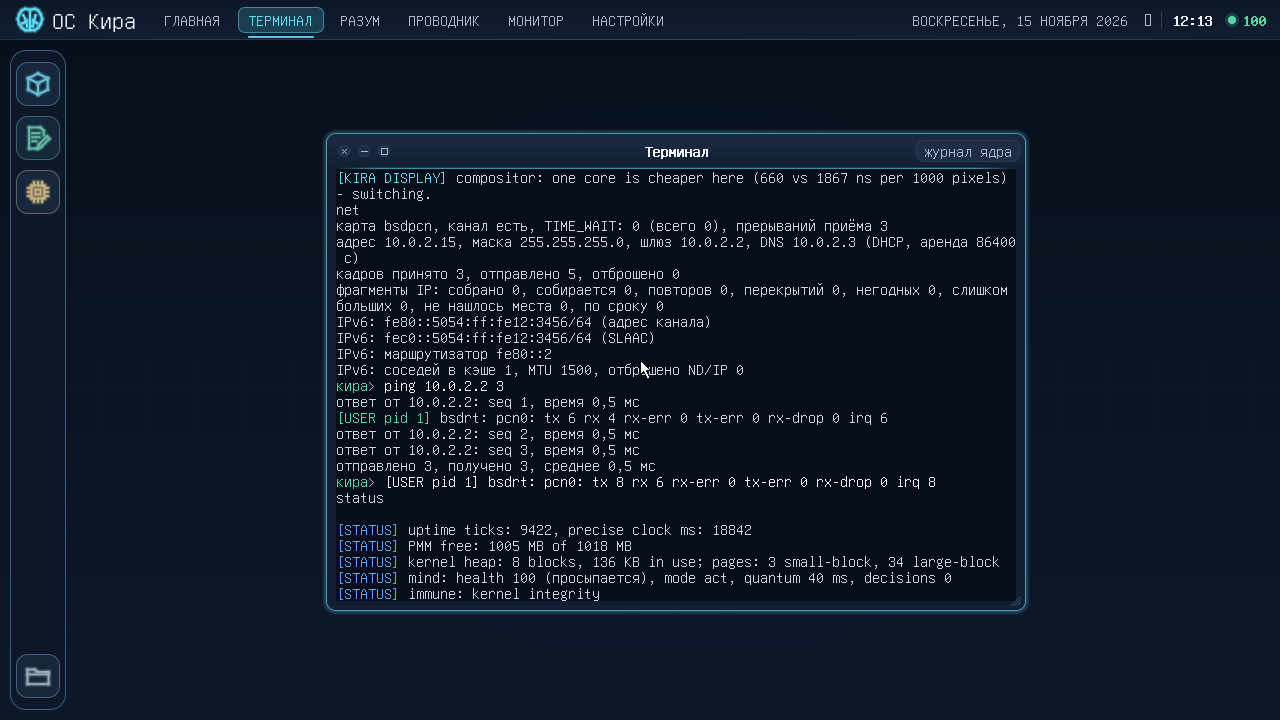 ОС Кира
ГЛАВНАЯ ТЕРМИНАЛ РАЗУМ ПРОВОДНИК МОНИТОР НАСТРОЙКИ
ВОСКРЕСЕНЬЕ, 15 НОЯБРЯ 2026 12:13 100
Терминал
журнал ядра
[KIRA DISPLAY] compositor: one core is cheaper here (660 vs 1867 ns per 1000 pixels)
- switching.
net
карта bsdpcn, канал есть, TIME_WAIT: 0 (всего 0), прерываний приёма 3
адрес 10.0.2.15, маска 255.255.255.0, шлюз 10.0.2.2, DNS 10.0.2.3 (DHCP, аренда 86400
с)
кадров принято 3, отправлено 5, отброшено 0
фрагменты IP: собрано 0, собирается 0, повторов 0, перекрытий 0, негодных 0, слишком
больших 0, не нашлось места 0, по сроку 0
IPv6: fe80::5054:ff:fe12:3456/64 (адрес канала)
IPv6: fec0::5054:ff:fe12:3456/64 (SLAAC)
IPv6: маршрутизатор fe80::2
IPv6: соседей в кэше 1, MTU 1500, отброшено ND/IP 0
кира> ping 10.0.2.2 3
ответ от 10.0.2.2: seq 1, время 0,5 мс
[USER pid 1] bsdrt: pcn0: tx 6 rx 4 rx-err 0 tx-err 0 rx-drop 0 irq 6
ответ от 10.0.2.2: seq 2, время 0,5 мс
ответ от 10.0.2.2: seq 3, время 0,5 мс
отправлено 3, получено 3, среднее 0,5 мс
кира> [USER pid 1] bsdrt: pcn0: tx 8 rx 6 rx-err 0 tx-err 0 rx-drop 0 irq 8
status
[STATUS] uptime ticks: 9422, precise clock ms: 18842
[STATUS] PMM free: 1005 MB of 1018 MB
[STATUS] kernel heap: 8 blocks, 136 KB in use; pages: 3 small-block, 34 large-block
[STATUS] mind: health 100 (просыпается), mode act, quantum 40 ms, decisions 0
[STATUS] immune: kernel integrity